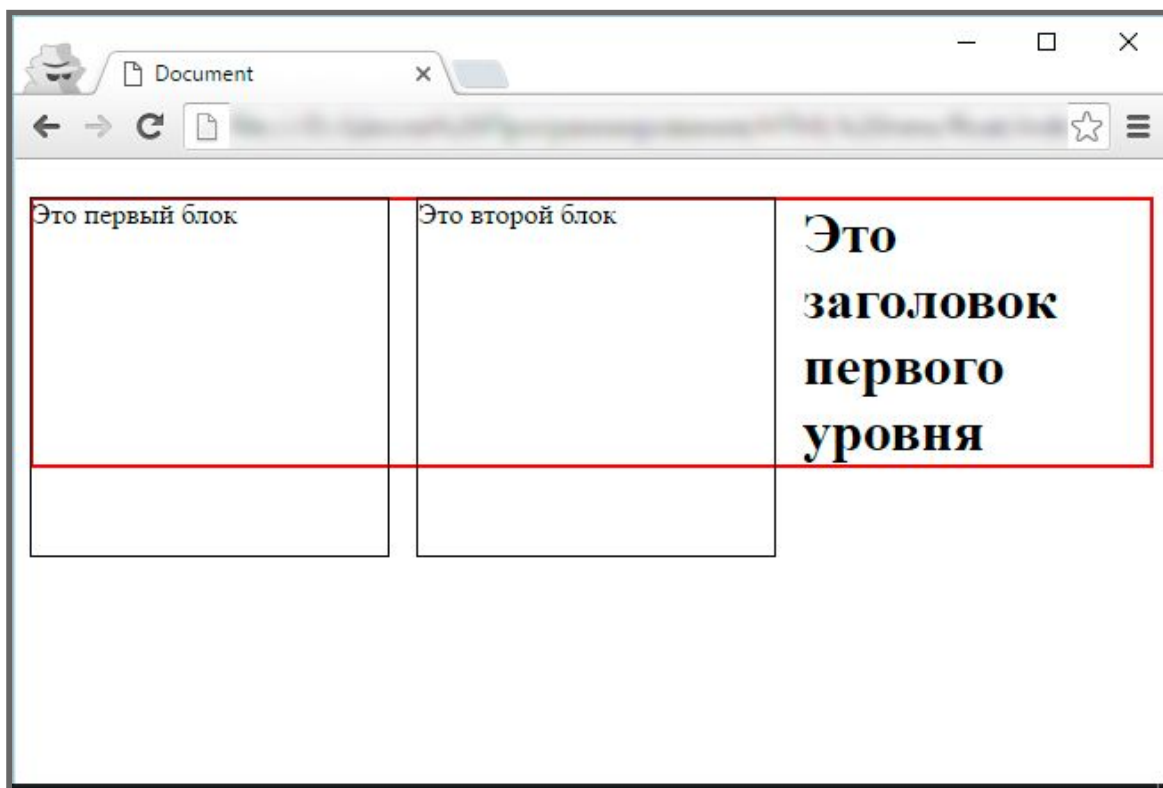 Document
Это первый блок
Это второй блок
Это
заголовок
первого
уровня